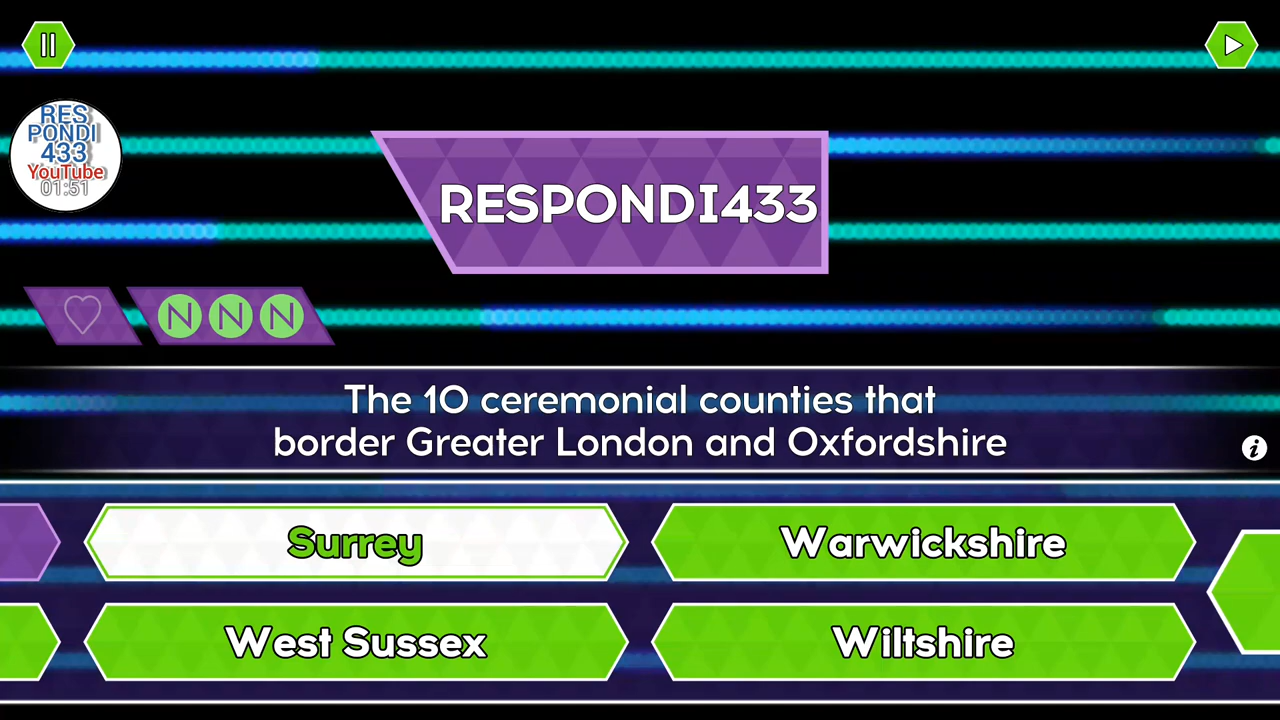 RES
PONDI
433
YouTube
01:51
RESPONDI433
N N N
The 10 ceremonial counties that
border Greater London and Oxfordshire
i
Surrey
Warwickshire
West Sussex
Wiltshire